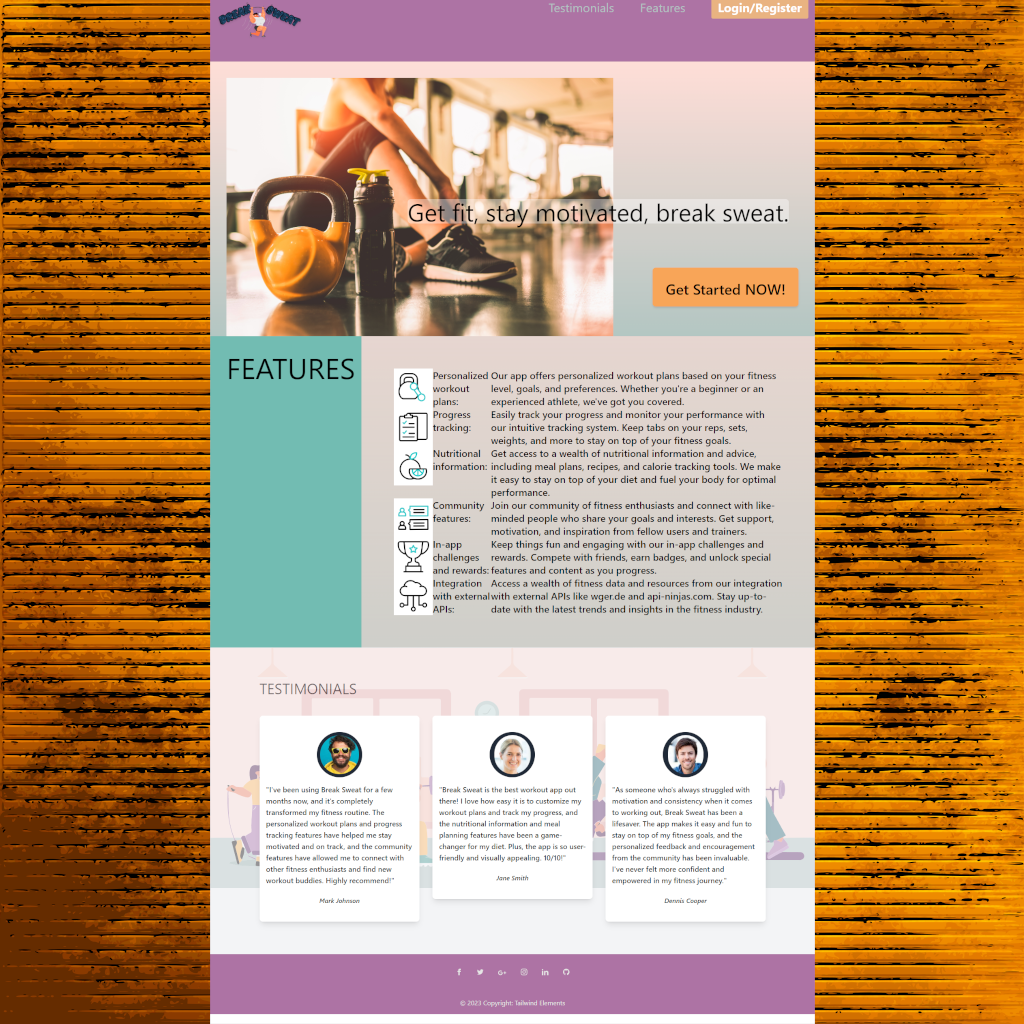 BREAK SWEAT
Testimonials
Features
Login/Register
Get fit, stay motivated, break sweat.
Get Started NOW!
FEATURES
Personalized
workout
plans:
Our app offers personalized workout plans based on your fitness
level, goals, and preferences. Whether you're a beginner or an
experienced athlete, we've got you covered.
Progress
tracking:
Easily track your progress and monitor your performance with
our intuitive tracking system. Keep tabs on your reps, sets,
weights, and more to stay on top of your fitness goals.
Nutritional
information:
Get access to a wealth of nutritional information and advice,
including meal plans, recipes, and calorie tracking tools. We make
it easy to stay on top of your diet and fuel your body for optimal
performance.
Community
features:
Join our community of fitness enthusiasts and connect with like-
minded people who share your goals and interests. Get support,
motivation, and inspiration from fellow users and trainers.
In-app
challenges
and rewards:
Keep things fun and engaging with our in-app challenges and
rewards. Compete with friends, earn badges, and unlock special
features and content as you progress.
Integration
with external
APIs:
Access a wealth of fitness data and resources from our integration
with external APIs like wger.de and api-ninjas.com. Stay up-to-
date with the latest trends and insights in the fitness industry.
TESTIMONIALS
"I've been using Break Sweat for a few
months now, and it's completely
transformed my fitness routine. The
personalized workout plans and progress
tracking features have helped me stay
motivated and on track, and the community
features have allowed me to connect with
other fitness enthusiasts and find new
workout buddies. Highly recommend!"
Mark Johnson
"Break Sweat is the best workout app out
there! I love how easy it is to customize my
workout plans and track my progress, and
the nutritional information and meal
planning features have been a game-
changer for my diet. Plus, the app is so user-
friendly and visually appealing. 10/10!"
Jane Smith
"As someone who's always struggled with
motivation and consistency when it comes
to working out, Break Sweat has been a
lifesaver. The app makes it easy and fun to
stay on top of my fitness goals, and the
personalized feedback and encouragement
from the community has been invaluable.
I've never felt more confident and
empowered in my fitness journey."
Dennis Cooper
© 2023 Copyright: Tailwind Elements